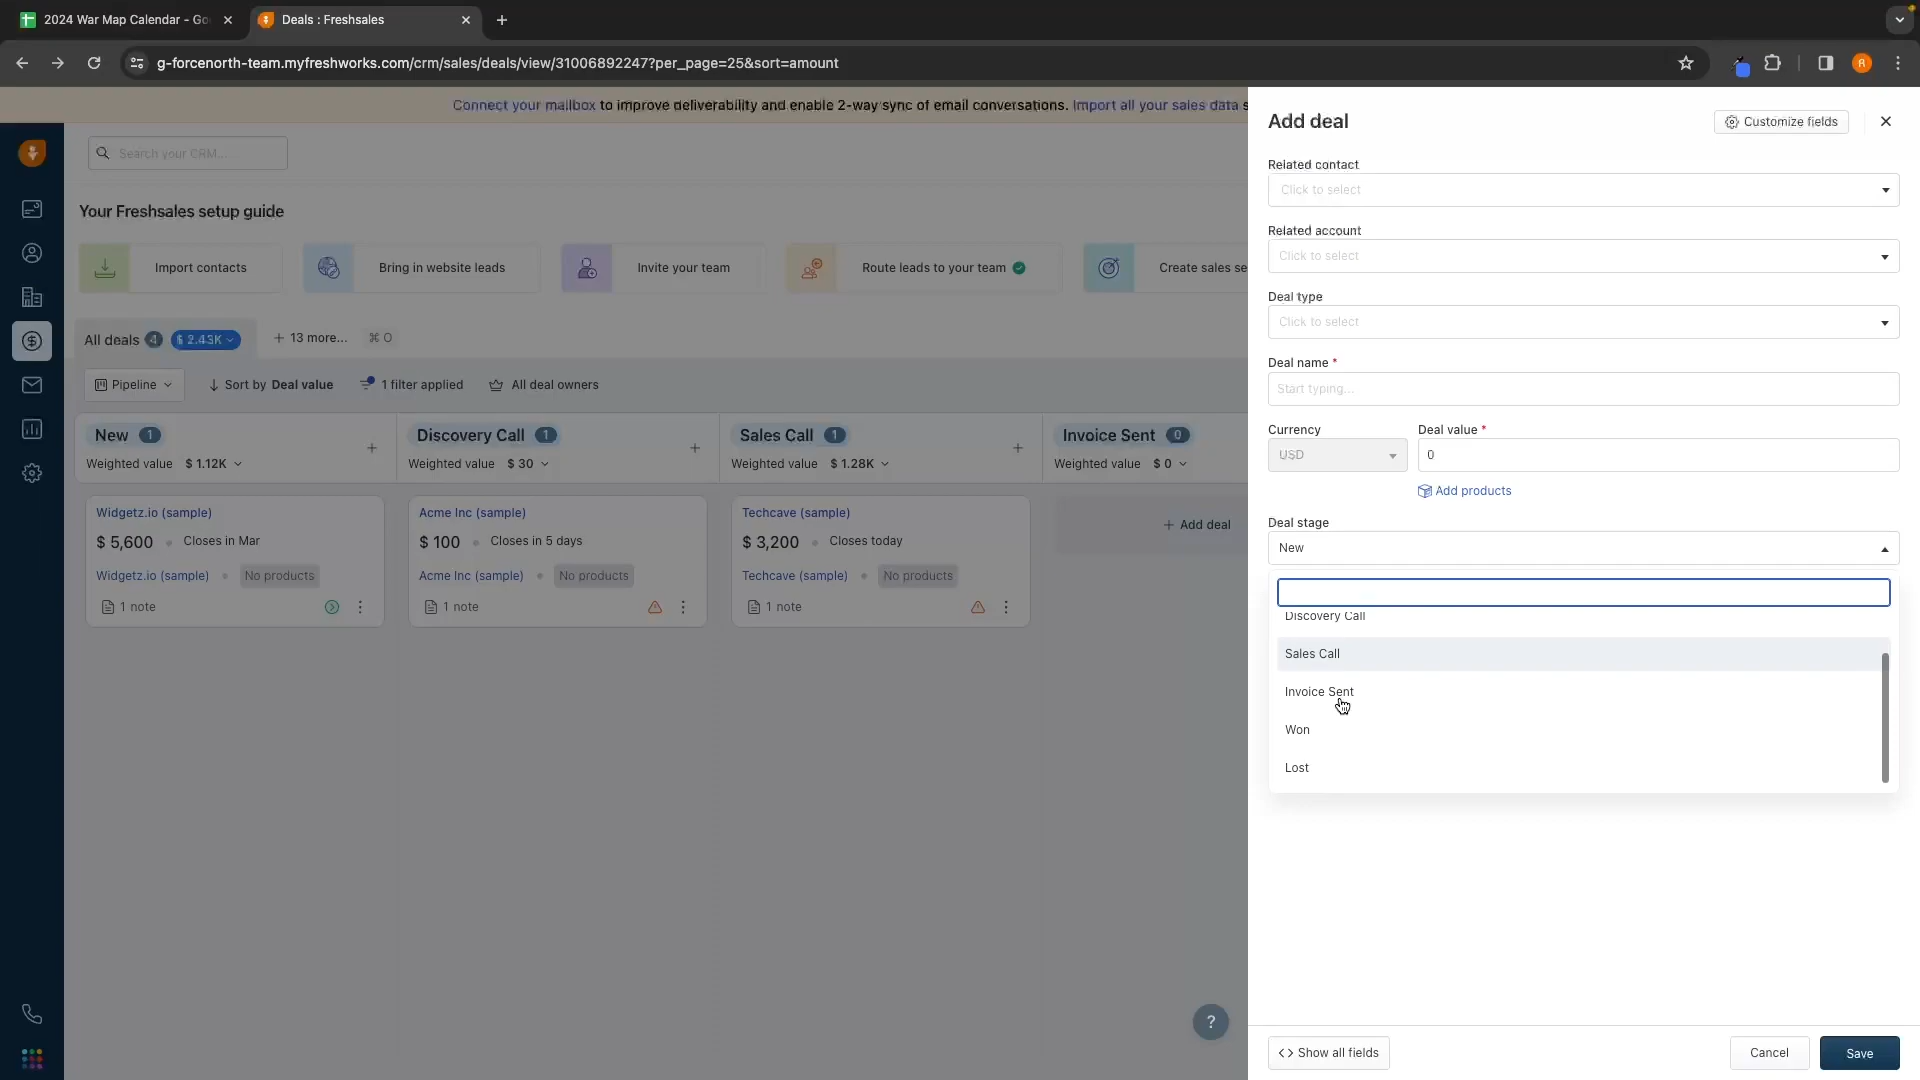 2024 War Map Calendar - Go
Deals : Freshsales
g-forcenorth-team.myfreshworks.com/crm/sales/deals/view/31006892247?per_page=25&sort=amount
R
Connect your mailbox to improve deliverability and enable 2-way sync of email conversations. Import all your sales data s
Search your CRM...
Your Freshsales setup guide
Import contacts
Bring in website leads
Invite your team
Route leads to your team
Create sales se
All deals 4 $ 2.43K
+ 13 more...
⌘ O
Pipeline
Sort by Deal value
1 filter applied
All deal owners
New 1
Weighted value $ 1.12K
Discovery Call 1
Weighted value $ 30
Sales Call 1
Weighted value $ 1.28K
Invoice Sent 0
Weighted value $ 0
Widgetz.io (sample)
$ 5,600 Closes in Mar
Widgetz.io (sample) No products
1 note
Acme Inc (sample)
$ 100 Closes in 5 days
Acme Inc (sample) No products
1 note
Techcave (sample)
$ 3,200 Closes today
Techcave (sample) No products
1 note
+ Add deal
?
Add deal
Customize fields
Related contact
Click to select
Related account
Click to select
Deal type
Click to select
Deal name *
Start typing...
Currency
USD
Deal value *
0
Add products
Deal stage
New
Discovery Call
Sales Call
Invoice Sent
Won
Lost
Show all fields
Cancel
Save